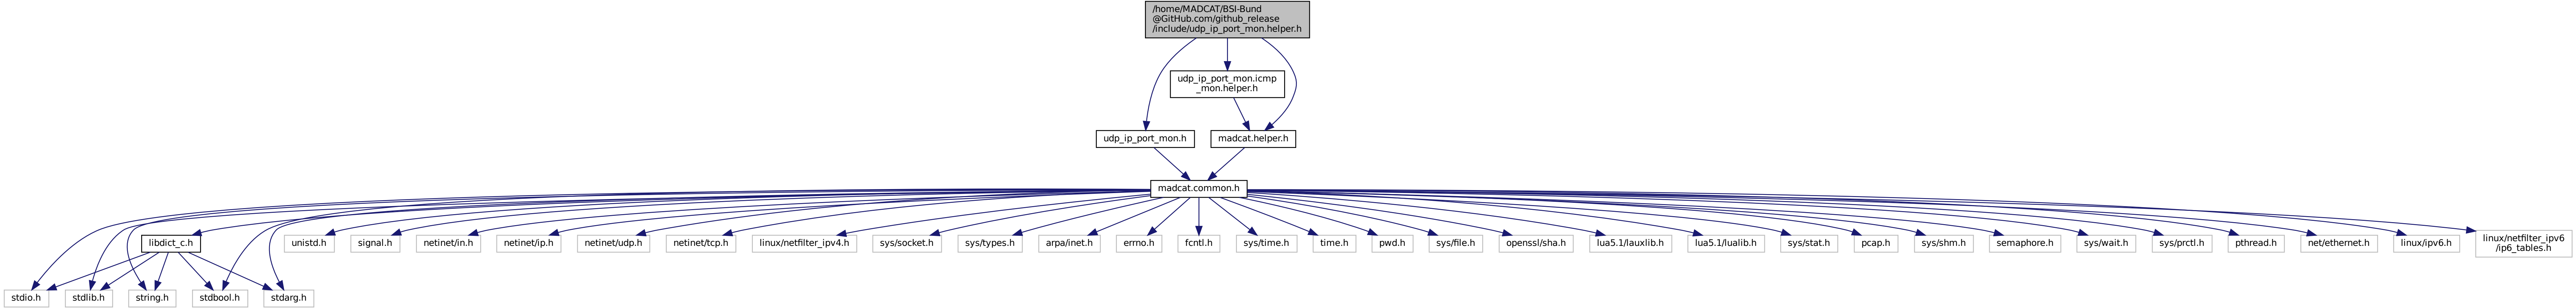 /home/MADCAT/BSI-Bund
@GitHub.com/github_release
/include/udp_ip_port_mon.helper.h
udp_ip_port_mon.icmp
_mon.helper.h
udp_ip_port_mon.h
madcat.helper.h
madcat.common.h
libdict_c.h
unistd.h
signal.h
netinet/in.h
netinet/ip.h
netinet/udp.h
netinet/tcp.h
linux/netfilter_ipv4.h
sys/socket.h
sys/types.h
arpa/inet.h
errno.h
fcntl.h
sys/time.h
time.h
pwd.h
sys/file.h
openssl/sha.h
lua5.1/lauxlib.h
lua5.1/lualib.h
sys/stat.h
pcap.h
sys/shm.h
semaphore.h
sys/wait.h
sys/prctl.h
pthread.h
net/ethernet.h
linux/ipv6.h
linux/netfilter_ipv6
/ip6_tables.h
stdio.h
stdlib.h
string.h
stdbool.h
stdarg.h